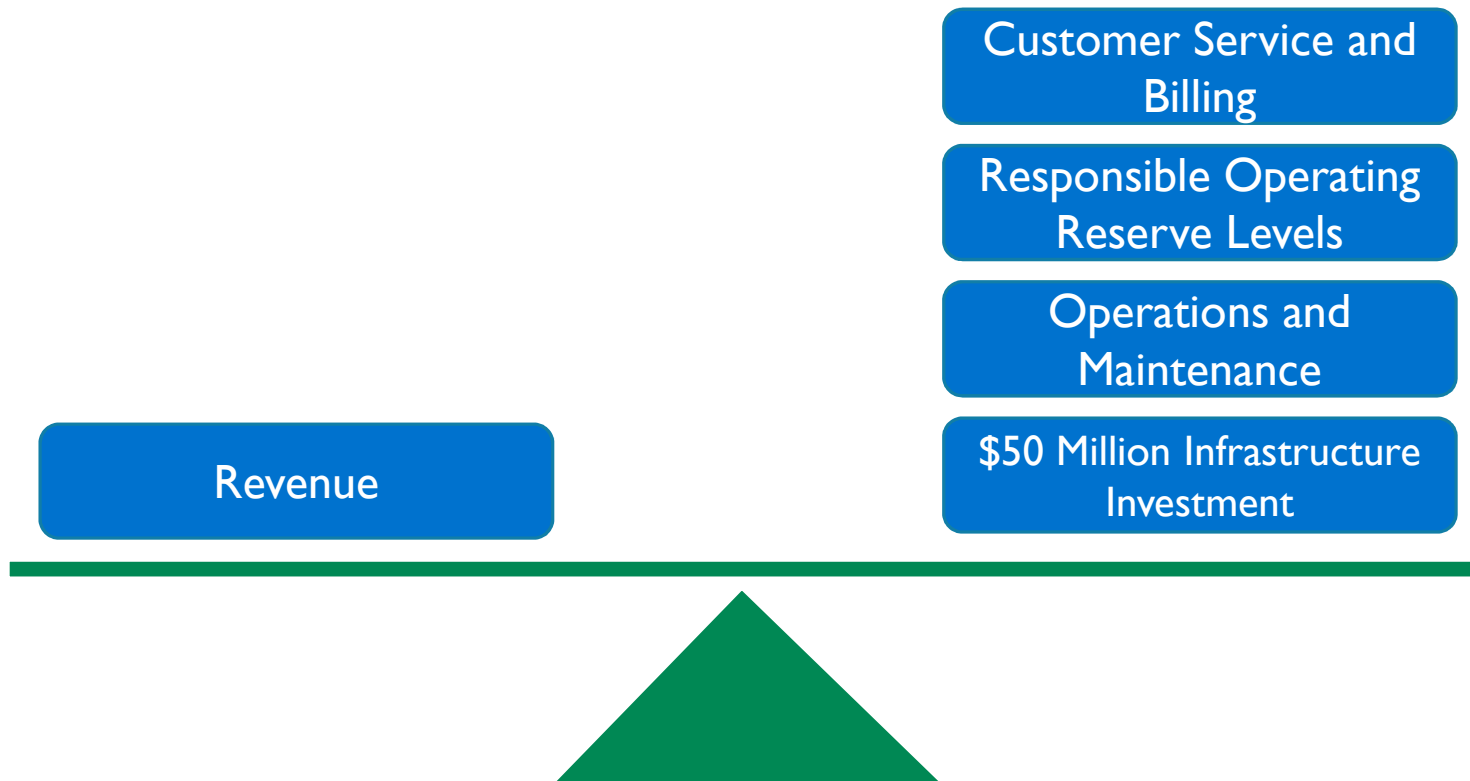 Customer Service and
Billing
Responsible Operating
Reserve Levels
Operations and
Maintenance
$50 Million Infrastructure
Investment
Revenue